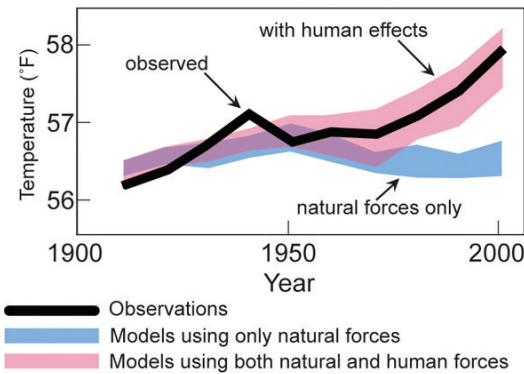 58
57
56
Temperature (°F)
observed
with human effects
natural forces only
1900
1950
2000
Year
Observations
Models using only natural forces
Models using both natural and human forces